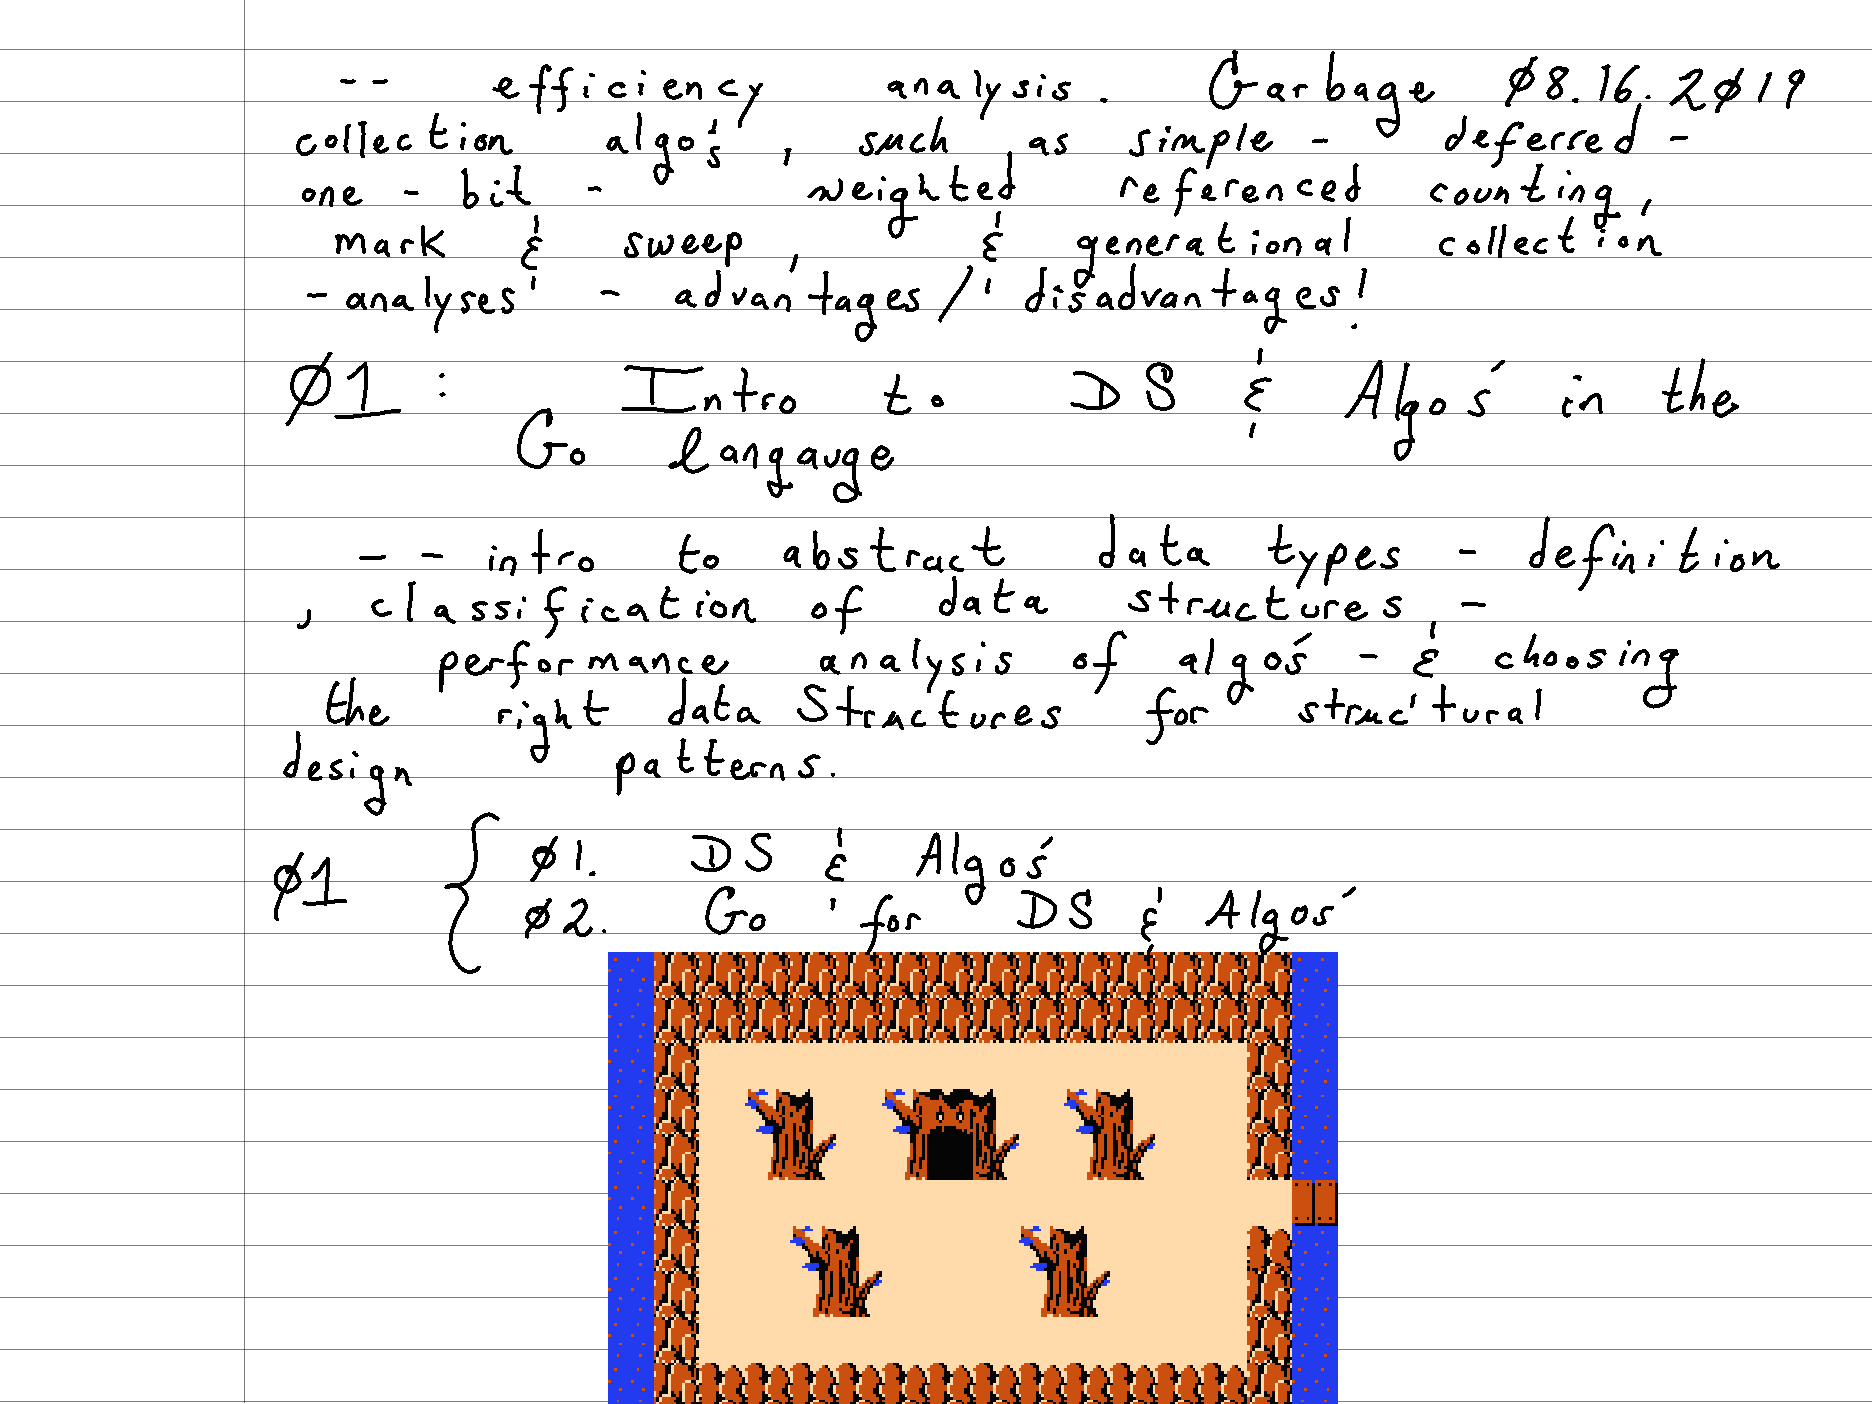 -- efficiency analysis. Garbage Ø8.16.2Ø19
collection algo's, such as simple - deferred -
one - bit - weighted referenced counting,
mark & sweep, & generational collection
- analyses' - advantages/' disadvantages!
Ø1 : Intro to DS & Algo's in the
Go langauge
-- intro to abstract data types - definition
, classification of data structures, -
performance analysis of algo's - & choosing
the right data Structures for struc'tural
design patterns.
Ø1 { Ø1. DS & Algo's
Ø2. Go 'for DS & Algos'